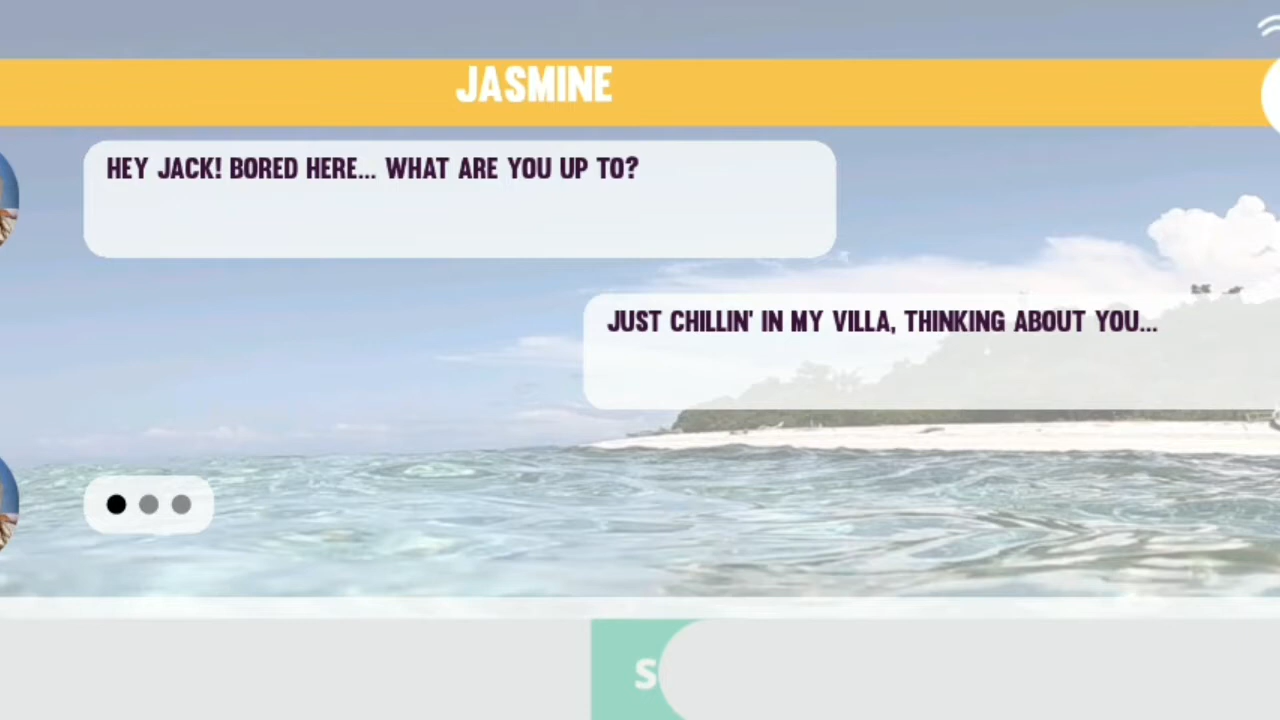 JASMINE
HEY JACK! BORED HERE... WHAT ARE YOU UP TO?
JUST CHILLIN' IN MY VILLA, THINKING ABOUT YOU...
S